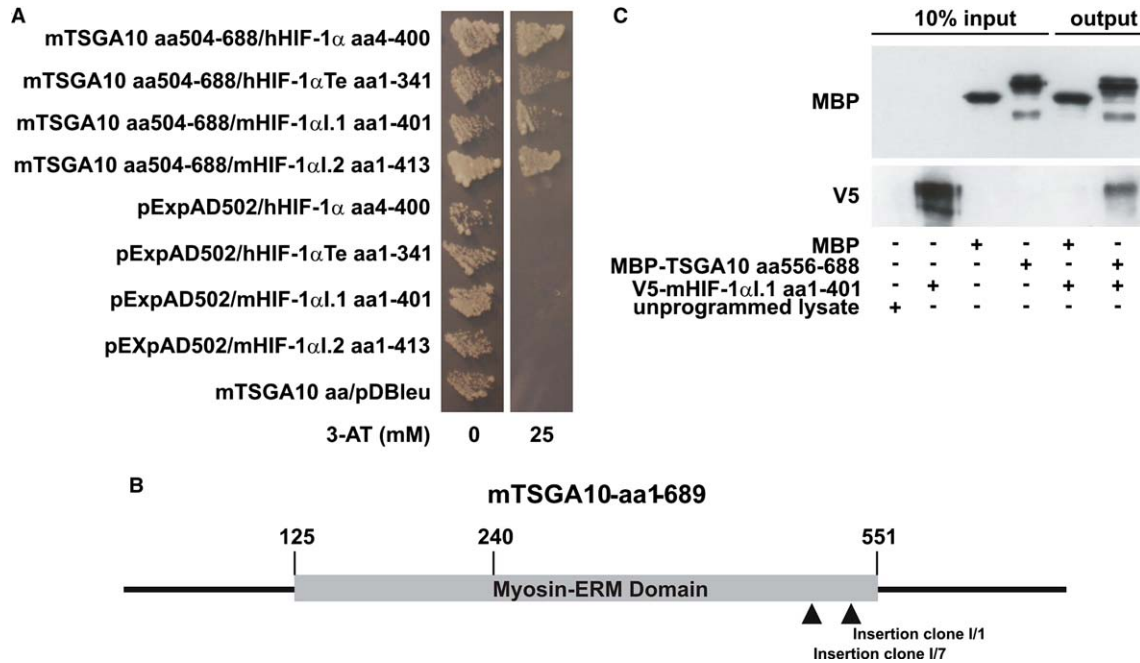 A
mTSGA10 aa504-688/hHIF-1α aa4-400
mTSGA10 aa504-688/hHIF-1αTe aa1-341
mTSGA10 aa504-688/mHIF-1αI.1 aa1-401
mTSGA10 aa504-688/mHIF-1αI.2 aa1-413
pExpAD502/hHIF-1α aa4-400
pExpAD502/hHIF-1αTe aa1-341
pExpAD502/mHIF-1αI.1 aa1-401
pEXpAD502/mHIF-1αI.2 aa1-413
mTSGA10 aa/pDBleu
3-AT (mM) 0 25
C
10% input output
MBP
V5
MBP - - + - + -
MBP-TSGA10 aa556-688 - - - + - +
V5-mHIF-1αI.1 aa1-401 - + - - + +
unprogrammed lysate + - - - - -
B
mTSGA10-aa1-689
125 240 551
Myosin-ERM Domain
Insertion clone I/1
Insertion clone I/7